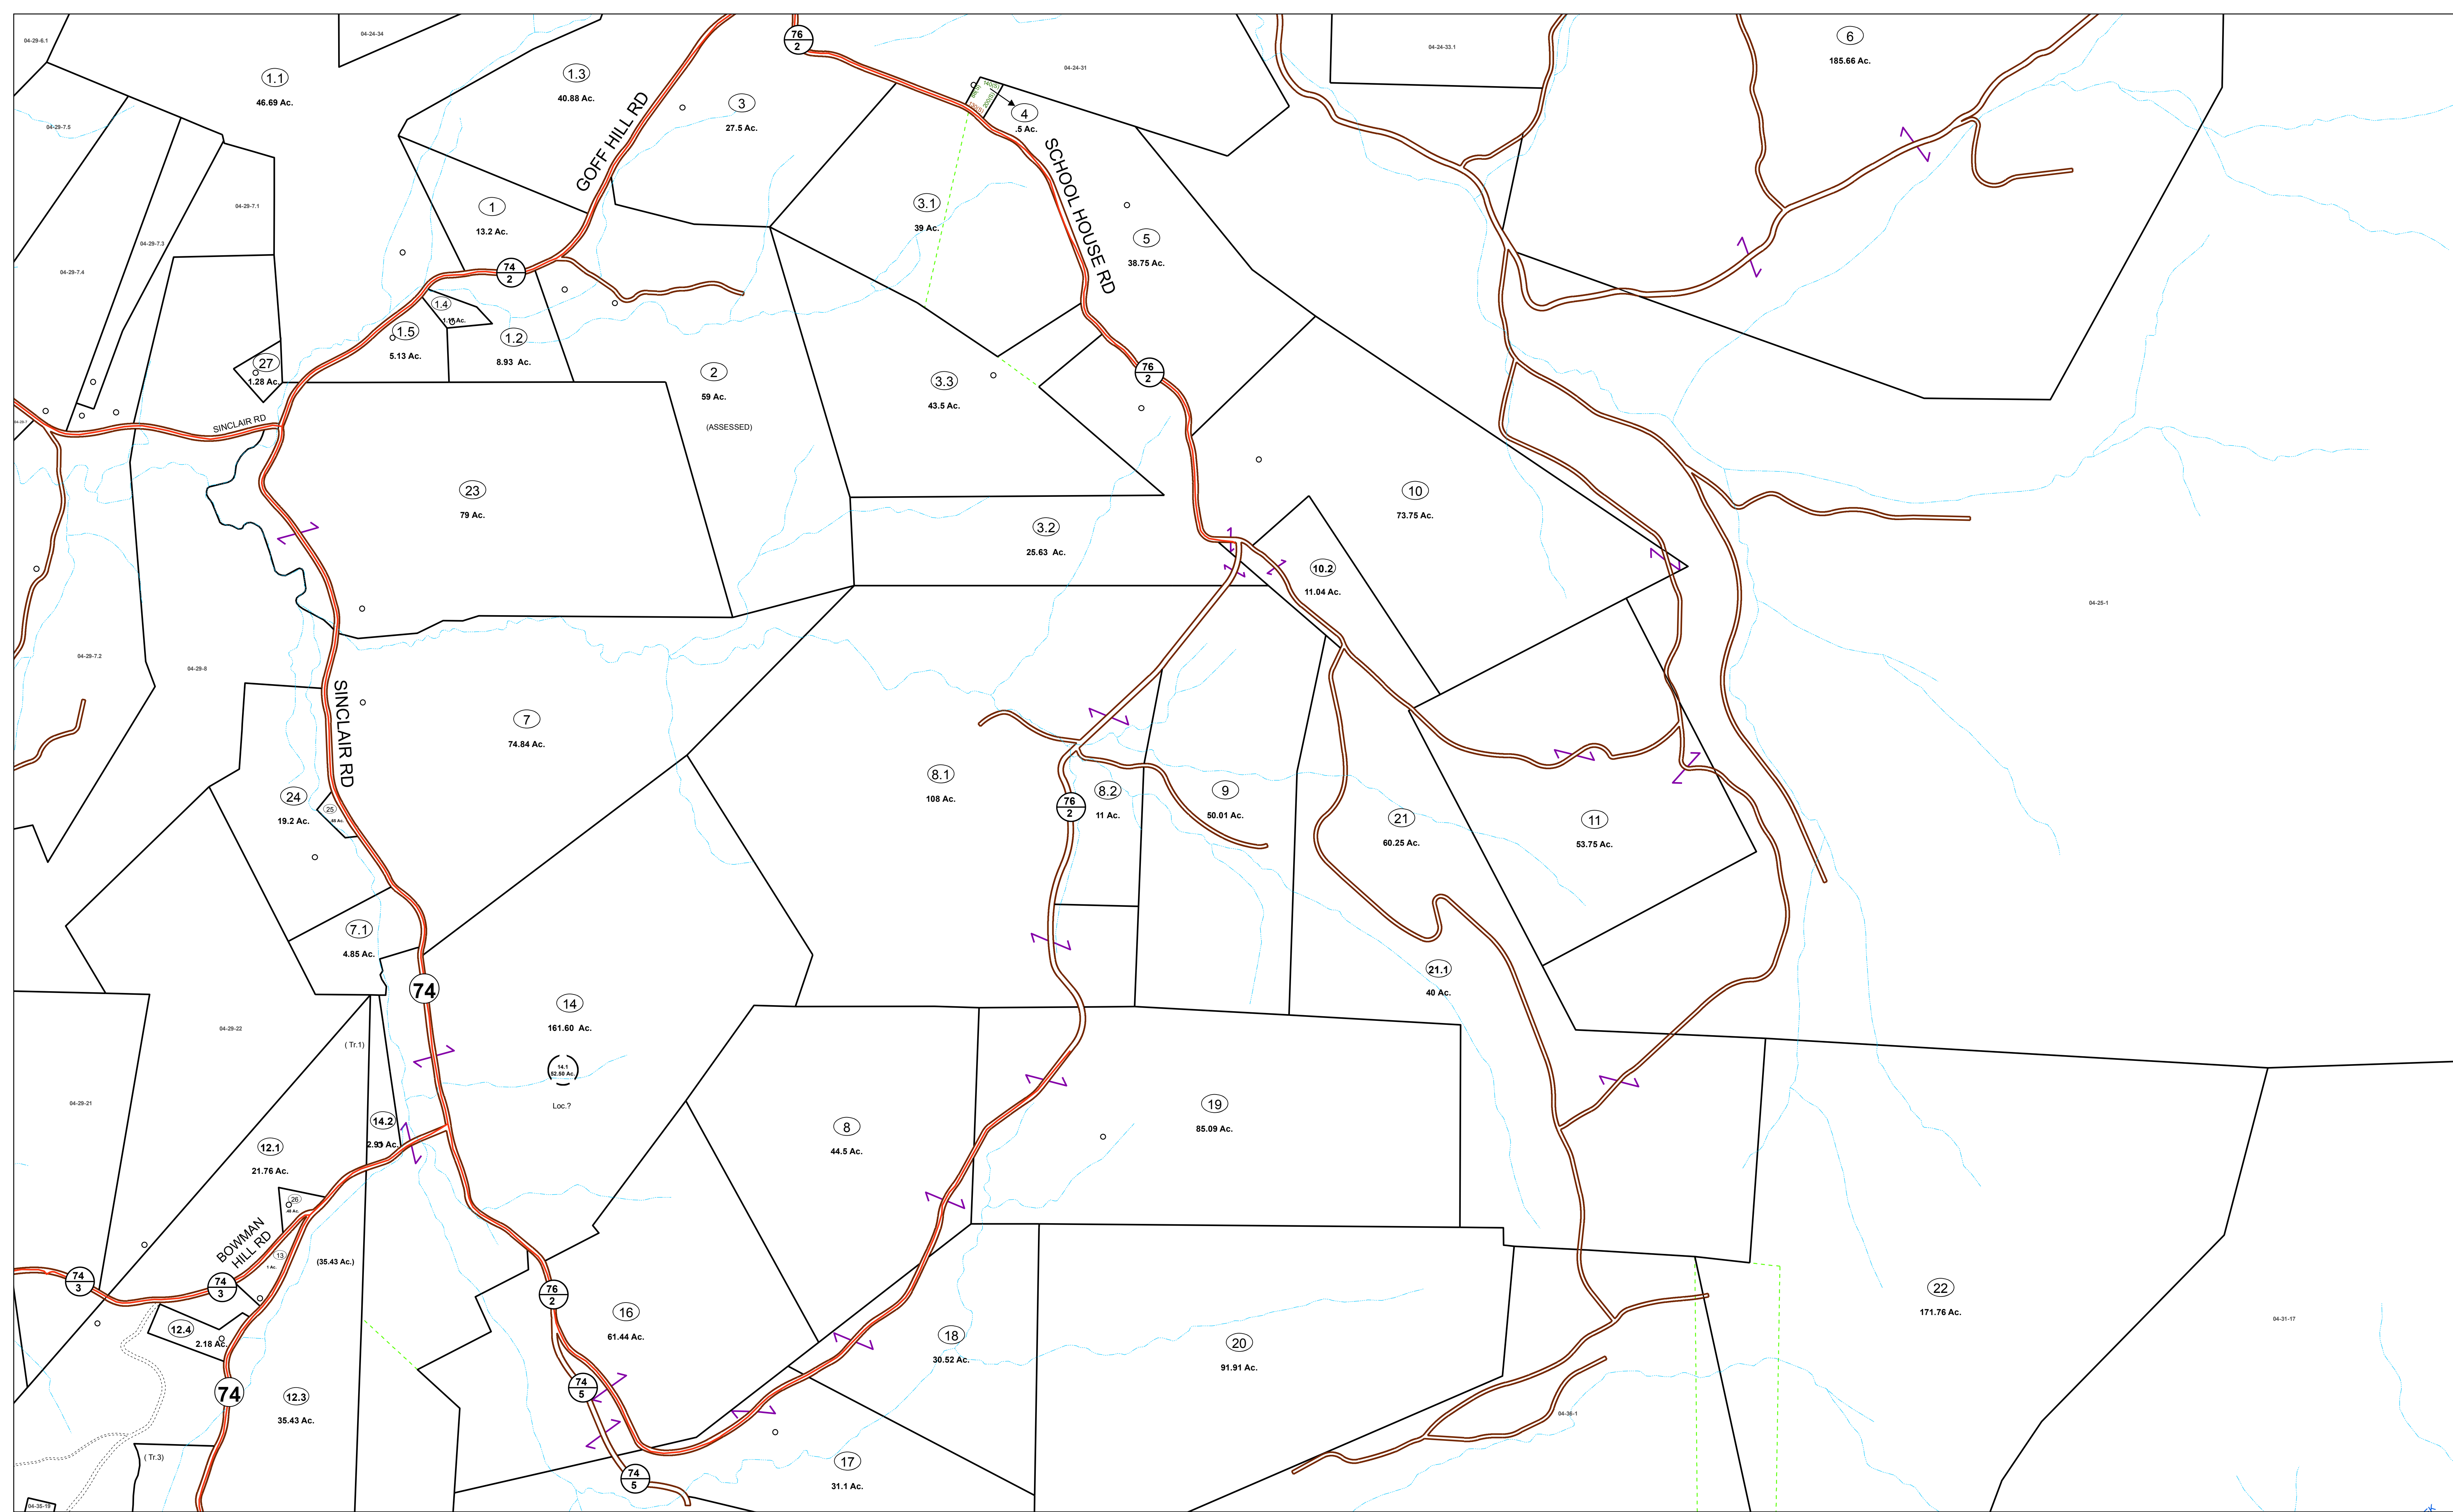 04-29-6.1
04-24-34
76
2
6
185.66 Ac.
04-24-33.1
04-24-31
1.1
46.69 Ac.
1.3
40.88 Ac.
3
27.5 Ac.
4
.5 Ac.
04-29-7.5
GOFF HILL RD
SCHOOL HOUSE RD
04-29-7.1
1
13.2 Ac.
3.1
39 Ac.
5
38.75 Ac.
04-29-7.3
04-29-7.4
74
2
1.4
1.5
5.13 Ac.
1.2
8.93 Ac.
27
1.28 Ac.
2
59 Ac.
(ASSESSED)
3.3
43.5 Ac.
76
2
SINCLAIR RD
23
79 Ac.
10
73.75 Ac.
3.2
25.63 Ac.
10.2
11.04 Ac.
04-25-1
04-29-7.2
04-29-8
SINCLAIR RD
7
74.84 Ac.
8.1
108 Ac.
76
2
8.2
11 Ac.
9
50.01 Ac.
21
60.25 Ac.
11
53.75 Ac.
24
19.2 Ac.
25
7.1
4.85 Ac.
74
21.1
40 Ac.
14
161.60 Ac.
14.1
52.50 Ac.
Loc.?
04-29-22
( Tr.1)
04-29-21
14.2
2.91 Ac.
8
44.5 Ac.
19
85.09 Ac.
12.1
21.76 Ac.
26
BOWMAN
HILL RD
13
1 Ac.
(35.43 Ac.)
74
3
74
3
76
2
22
171.76 Ac.
04-31-17
12.4
2.18 Ac.
16
61.44 Ac.
18
30.52 Ac.
20
91.91 Ac.
74
12.3
35.43 Ac.
74
5
04-36-1
( Tr.3)
17
31.1 Ac.
74
5
04-35-19